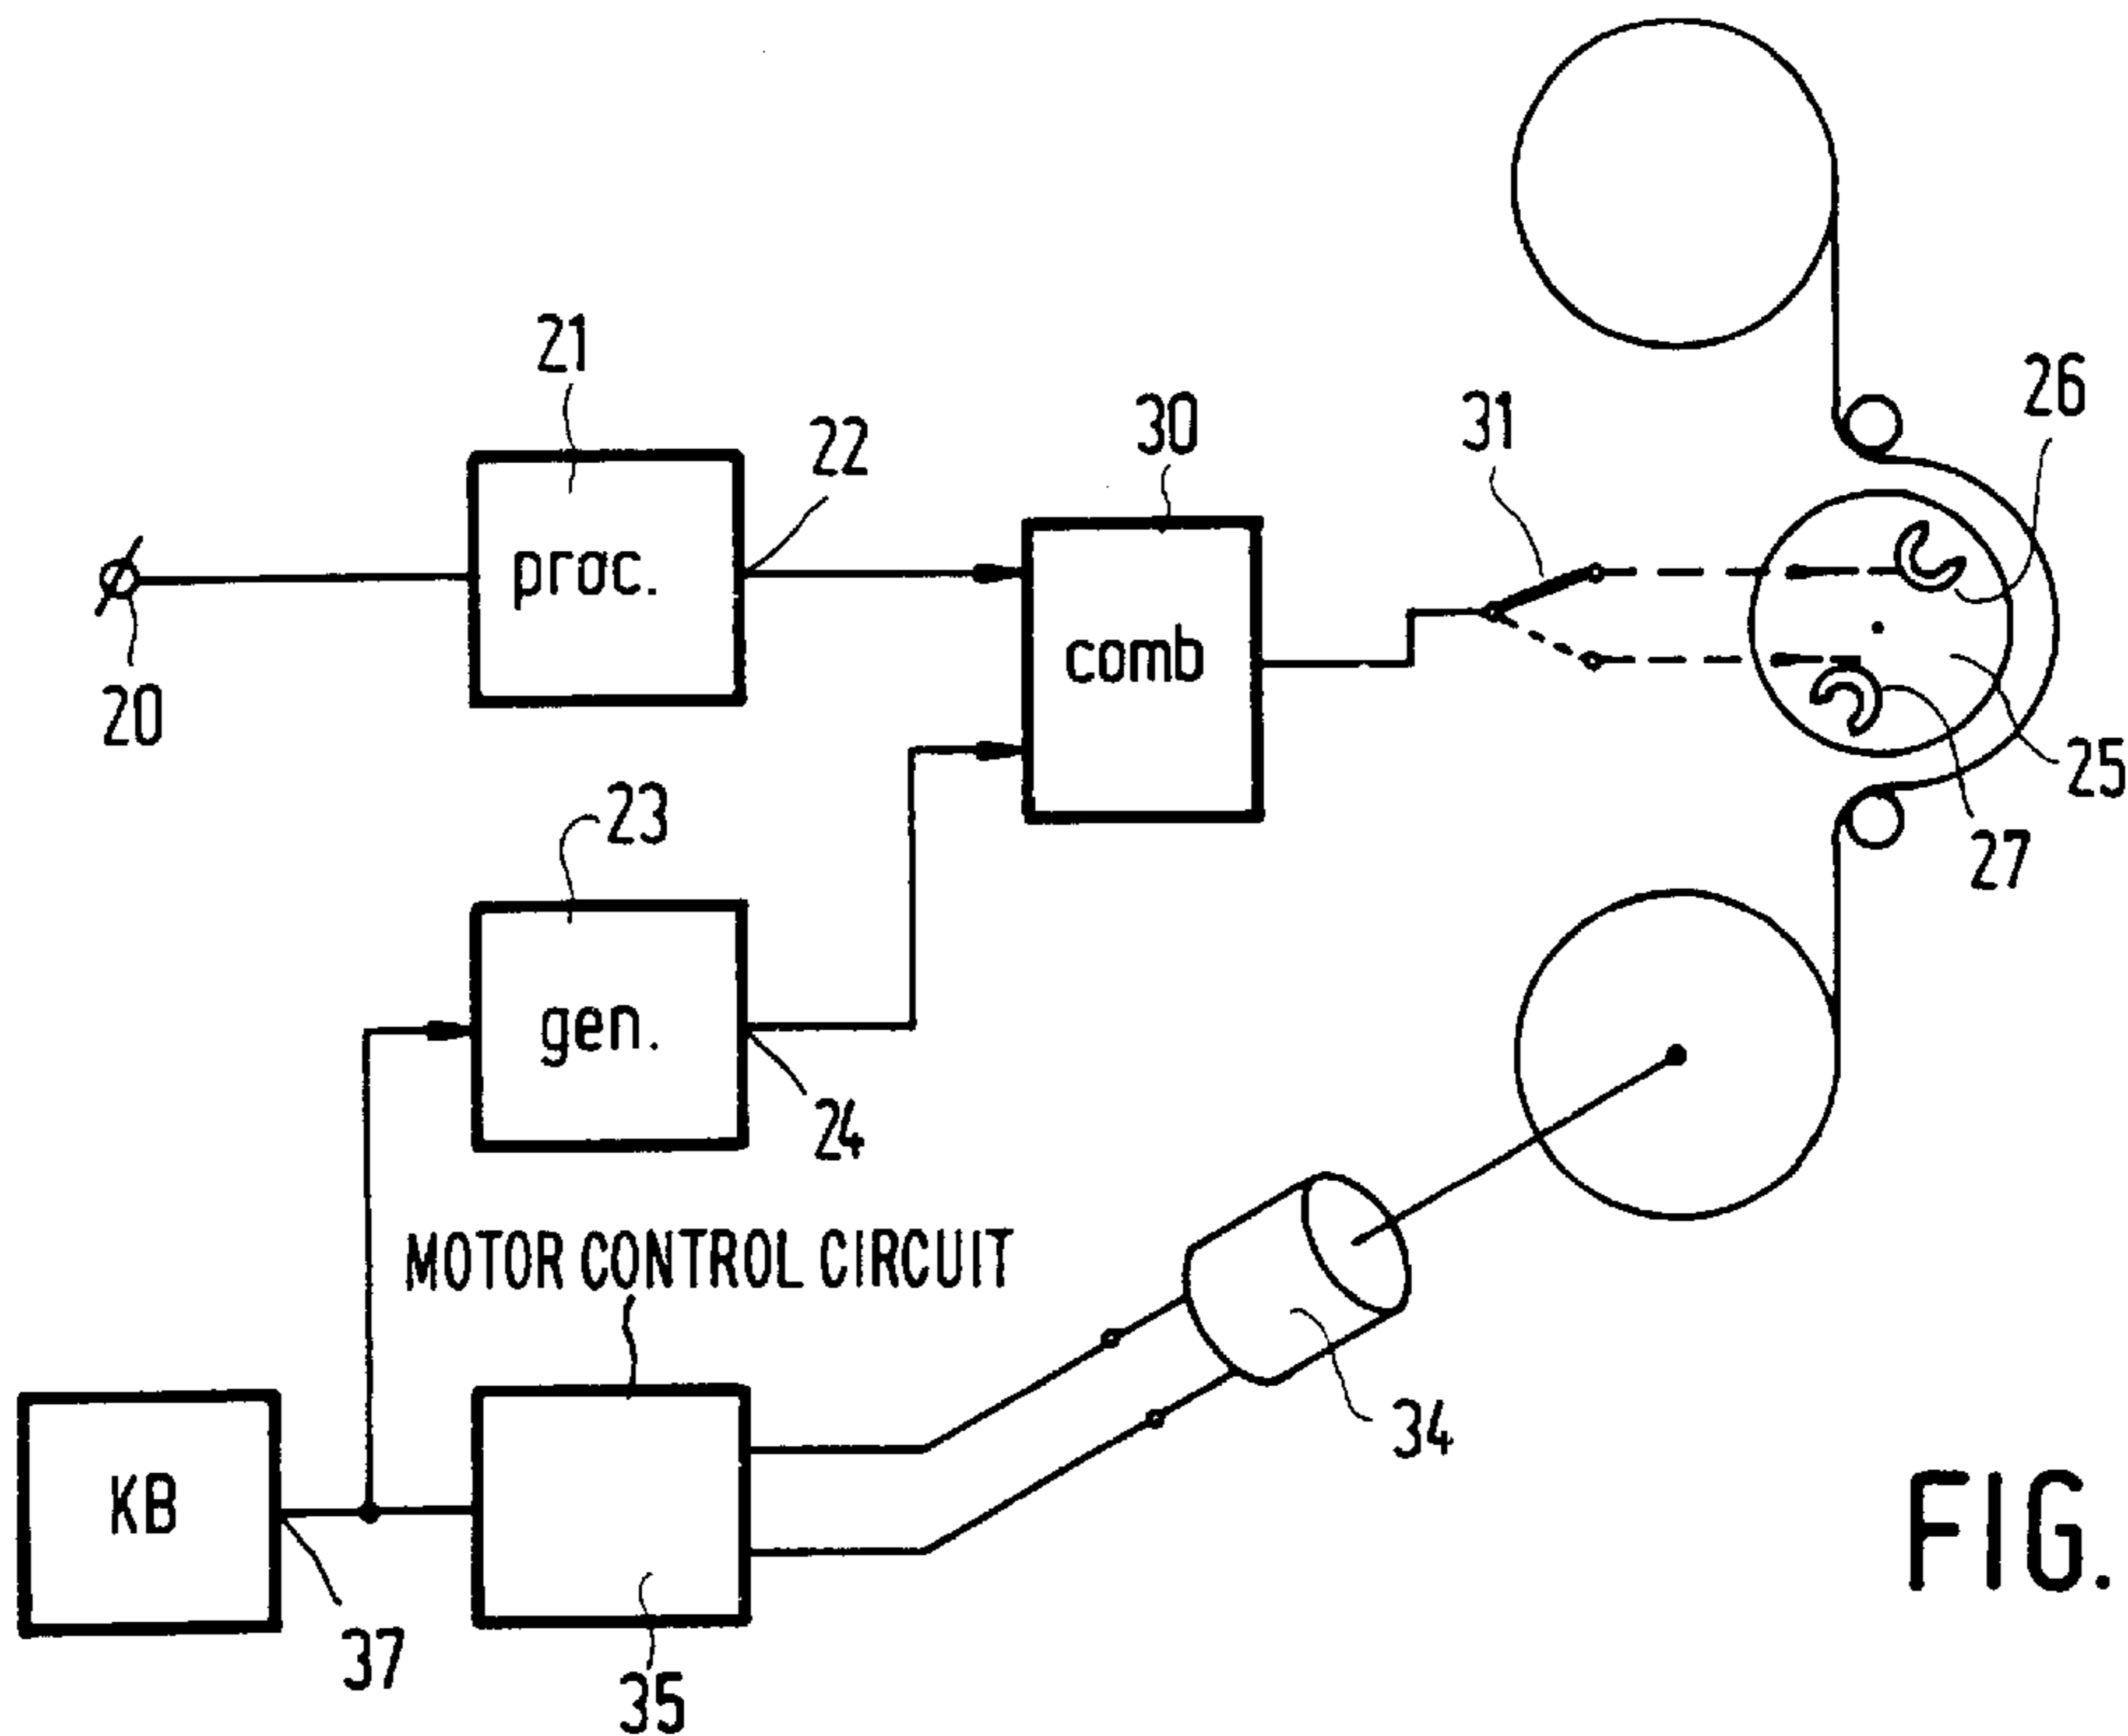 21
26
22
30
31
proc.
comb
20
25
23
27
gen.
24
MOTOR CONTROL CIRCUIT
34
KB
FIG.
37
35